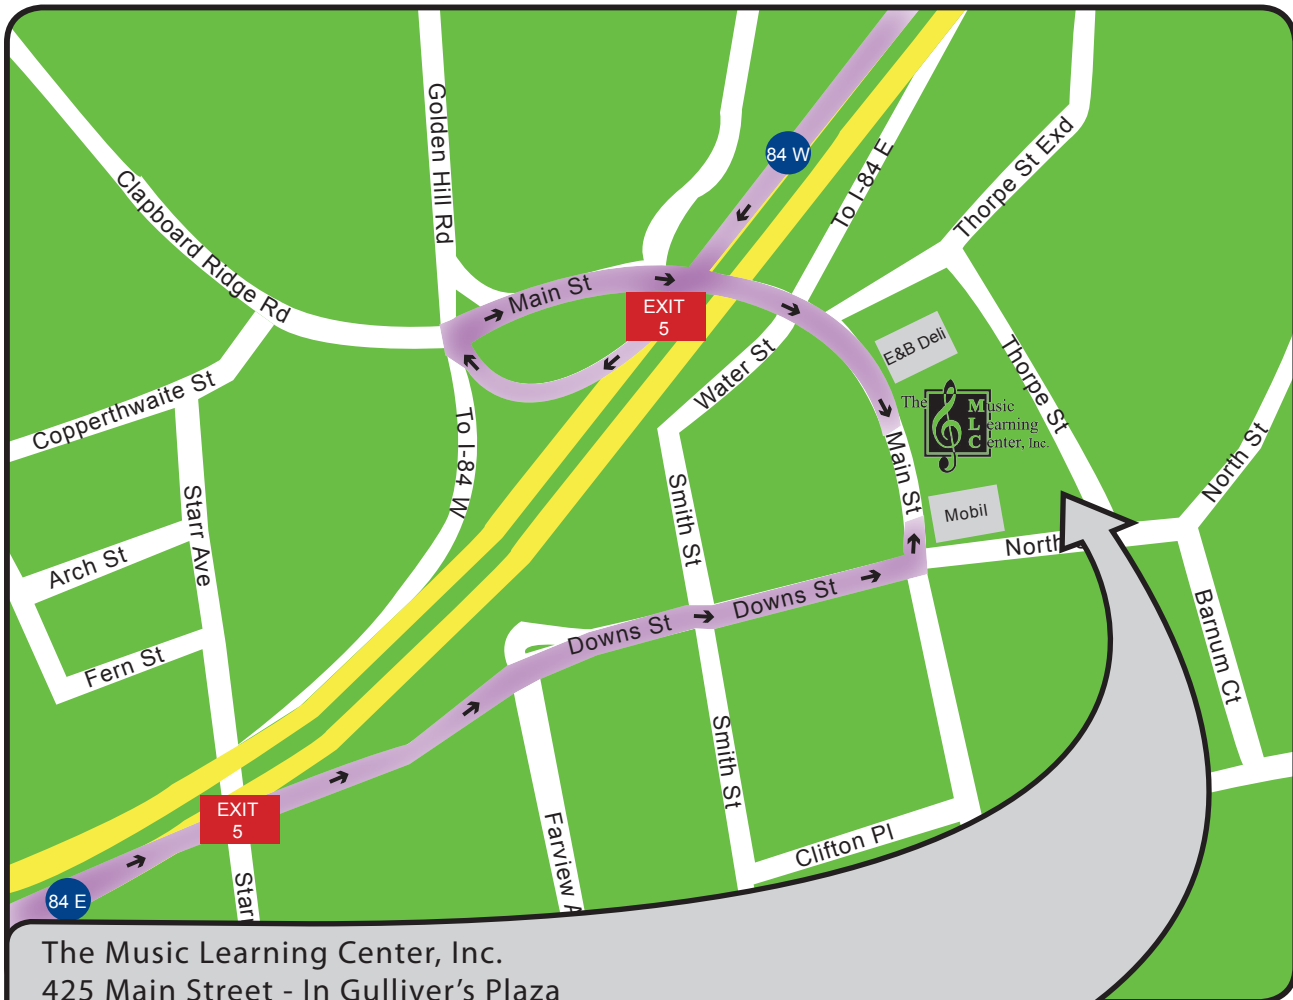 Golden Hill Rd
84 W
To I-84 E
Thorpe St Exd
Clapboard Ridge Rd
Main St
EXIT
5
E&B Deli
Water St
Thorpe St
Copperthwaite St
The Music
Learning
Center, Inc.
To I-84 W
Main St
North St
Smith St
Starr Ave
Mobil
North
Arch St
Downs St
Downs St
Barnum Ct
Fern St
Smith St
EXIT
5
Farview A
Clifton Pl
Starr
84 E
The Music Learning Center, Inc.
425 Main Street - In Gulliver's Plaza